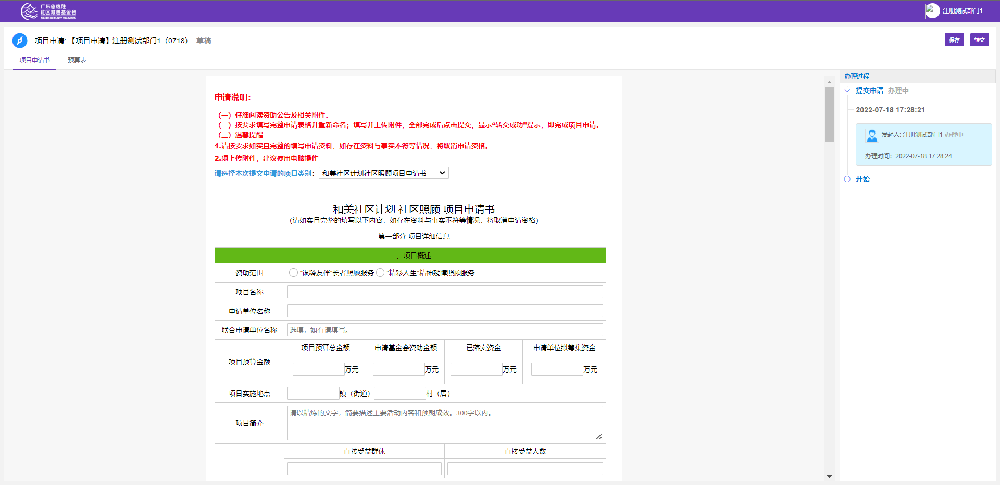 广东省德胜
社区慈善基金会
SHUNDE COMMUNITY FOUNDATION
注册测试部门1
项目申请: 【项目申请】注册测试部门1（0718） 草稿
保存 转交
项目申请书 预算表
申请说明：
（一）仔细阅读资助公告及相关附件。
（二）按要求填写完整申请表格并重新命名；填写并上传附件，全部完成后点击提交，显示“转交成功”提示，即完成项目申请。
（三）温馨提醒
1.请按要求如实且完整的填写申请资料，如存在资料与事实不符等情况，将取消申请资格。
2.须上传附件，建议使用电脑操作
请选择本次提交申请的项目类别： 和美社区计划社区照顾项目申请书
和美社区计划 社区照顾 项目申请书
（请如实且完整的填写以下内容，如存在资料与事实不符等情况，将取消申请资格）
第一部分 项目详细信息
一、项目概述
资助范围 “银龄友伴”长者照顾服务 “精彩人生”精神残障照顾服务
项目名称
申请单位名称
联合申请单位名称 选填，如有请填写。
项目预算金额 项目预算总金额 申请基金会资助金额 已落实资金 申请单位拟筹集资金
万元 万元 万元 万元
项目实施地点 镇（街道） 村（居）
项目简介 请以精炼的文字，简要描述主要活动内容和预期成效。300字以内。
直接受益群体 直接受益人数
办理过程
提交申请 办理中
2022-07-18 17:28:21
发起人: 注册测试部门1 办理中
办理时间：2022-07-18 17:28:24
开始